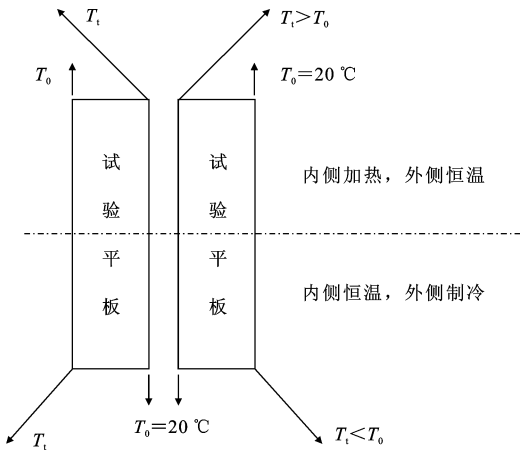 Tt
Tt>T0
T0
T0=20 ℃
试验平板
试验平板
内侧加热，外侧恒温
内侧恒温，外侧制冷
T0=20 ℃
Tt
Tt<T0